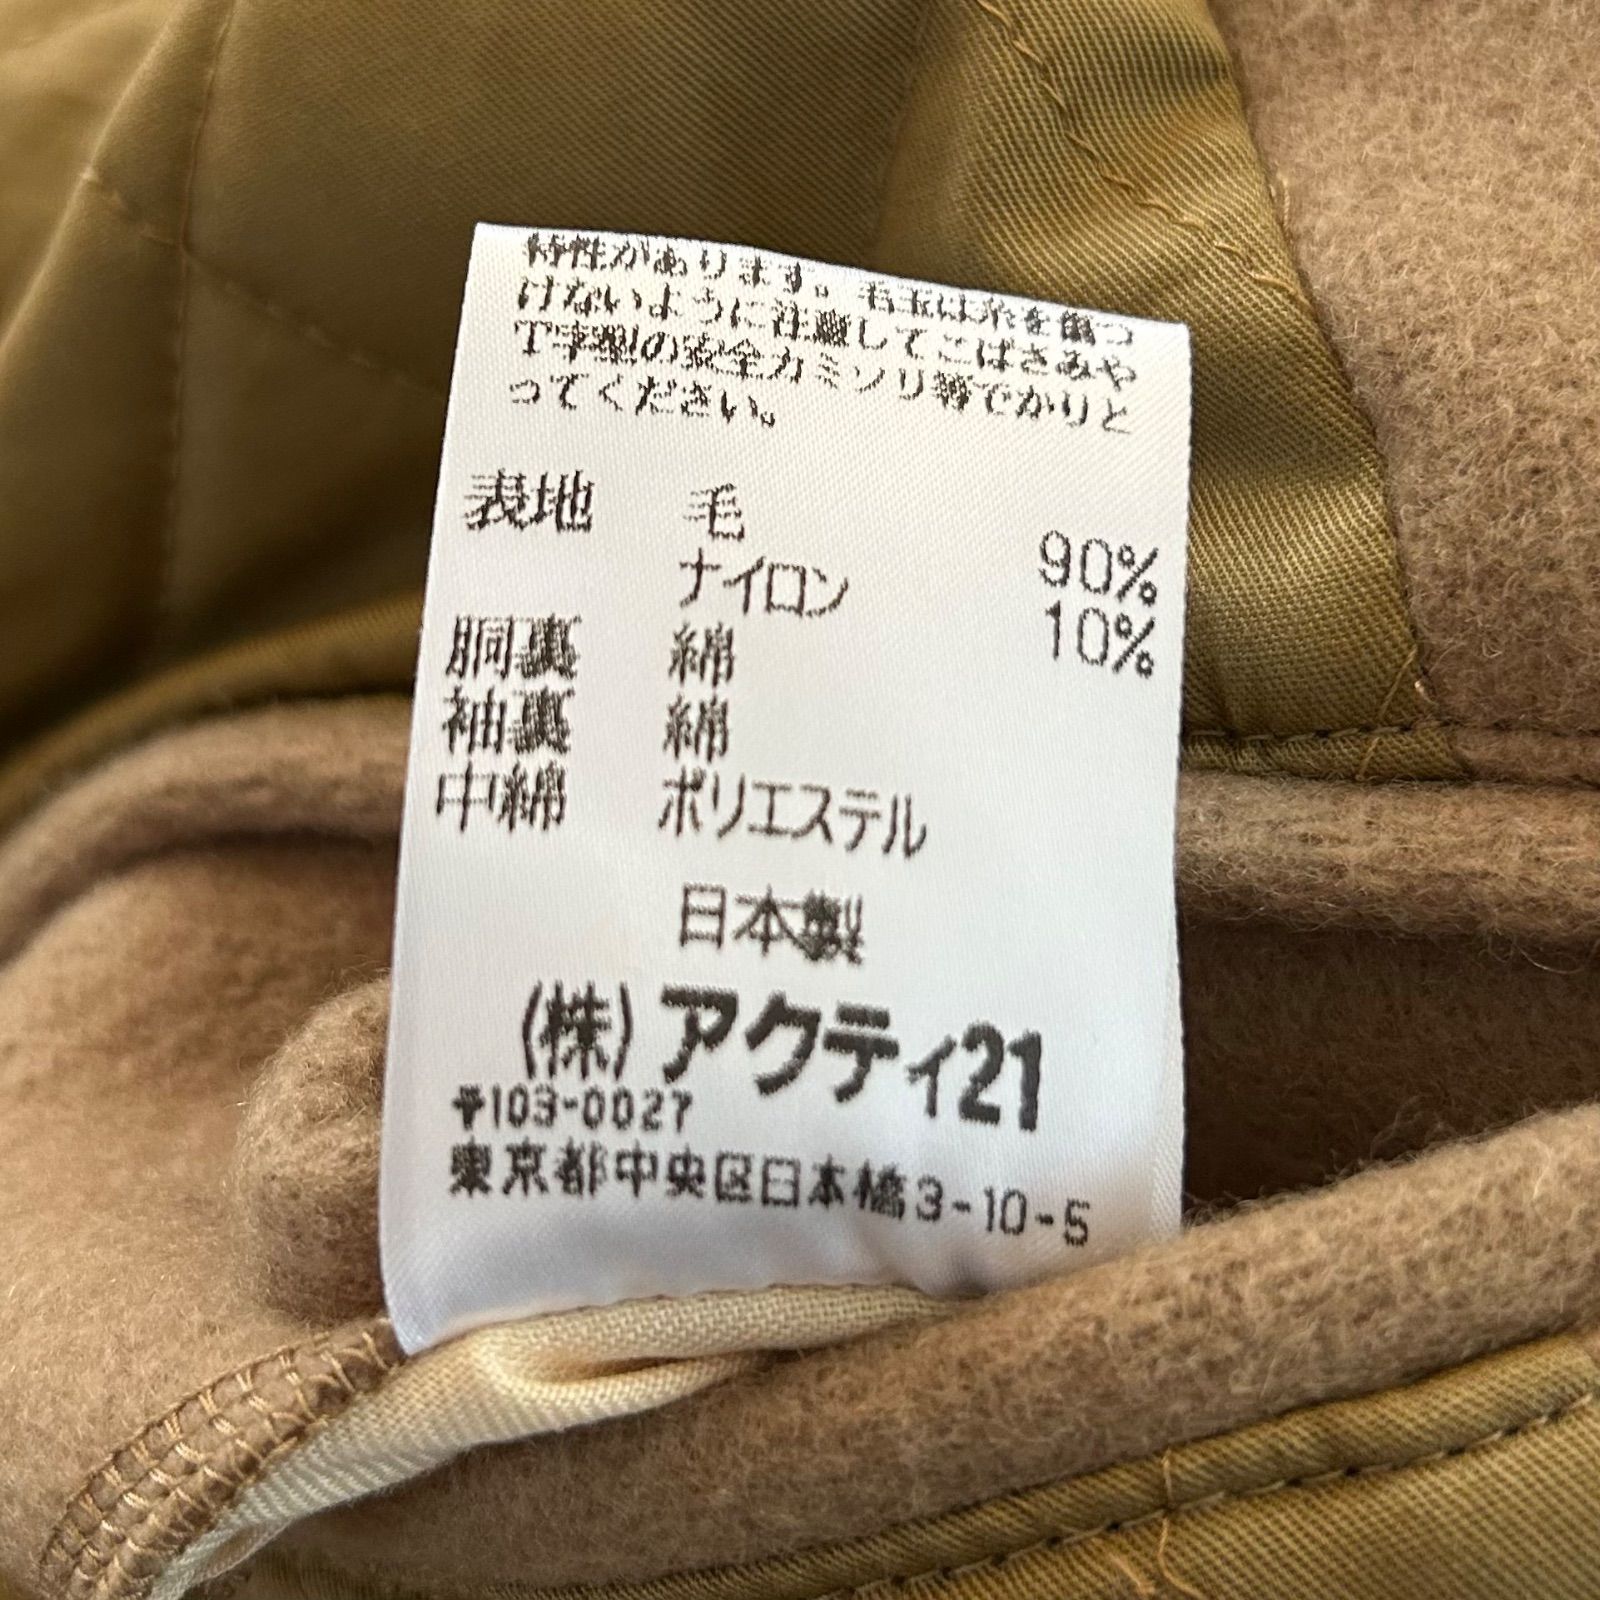 特性があります。毛玉は糸を傷つ
けないように注意してこばさみや
T字型の安全カミソリ等でかりと
ってください。
表地 毛 90%
ナイロン 10%
胴裏 綿
袖裏 綿
中綿 ポリエステル
日本製
(株)アクティ21
〒103-0027
東京都中央区日本橋3-10-5